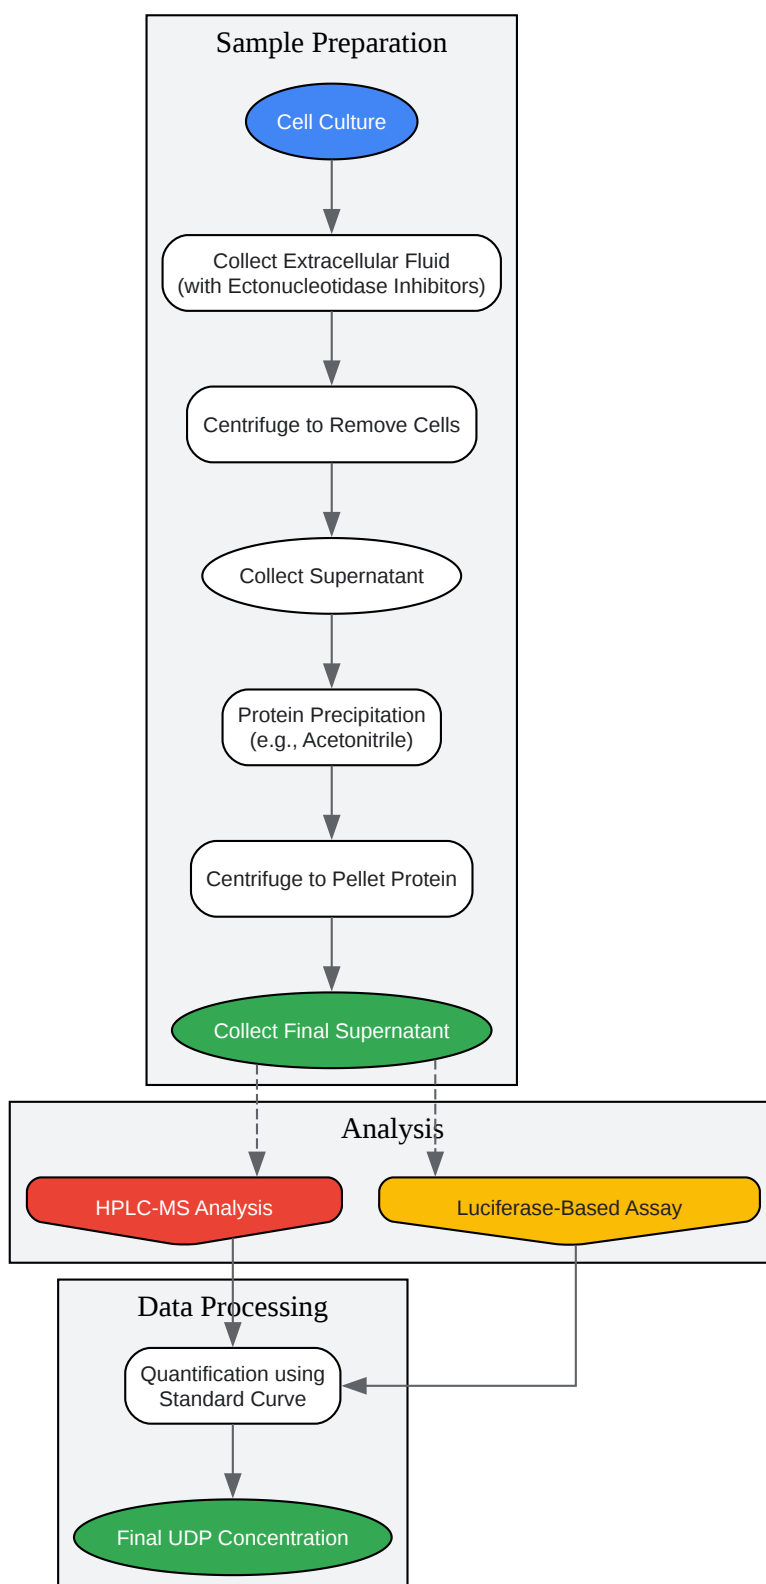 Sample Preparation
Cell Culture
Collect Extracellular Fluid
(with Ectonucleotidase Inhibitors)
Centrifuge to Remove Cells
Collect Supernatant
Protein Precipitation
(e.g., Acetonitrile)
Centrifuge to Pellet Protein
Collect Final Supernatant
Analysis
HPLC-MS Analysis
Luciferase-Based Assay
Data Processing
Quantification using
Standard Curve
Final UDP Concentration